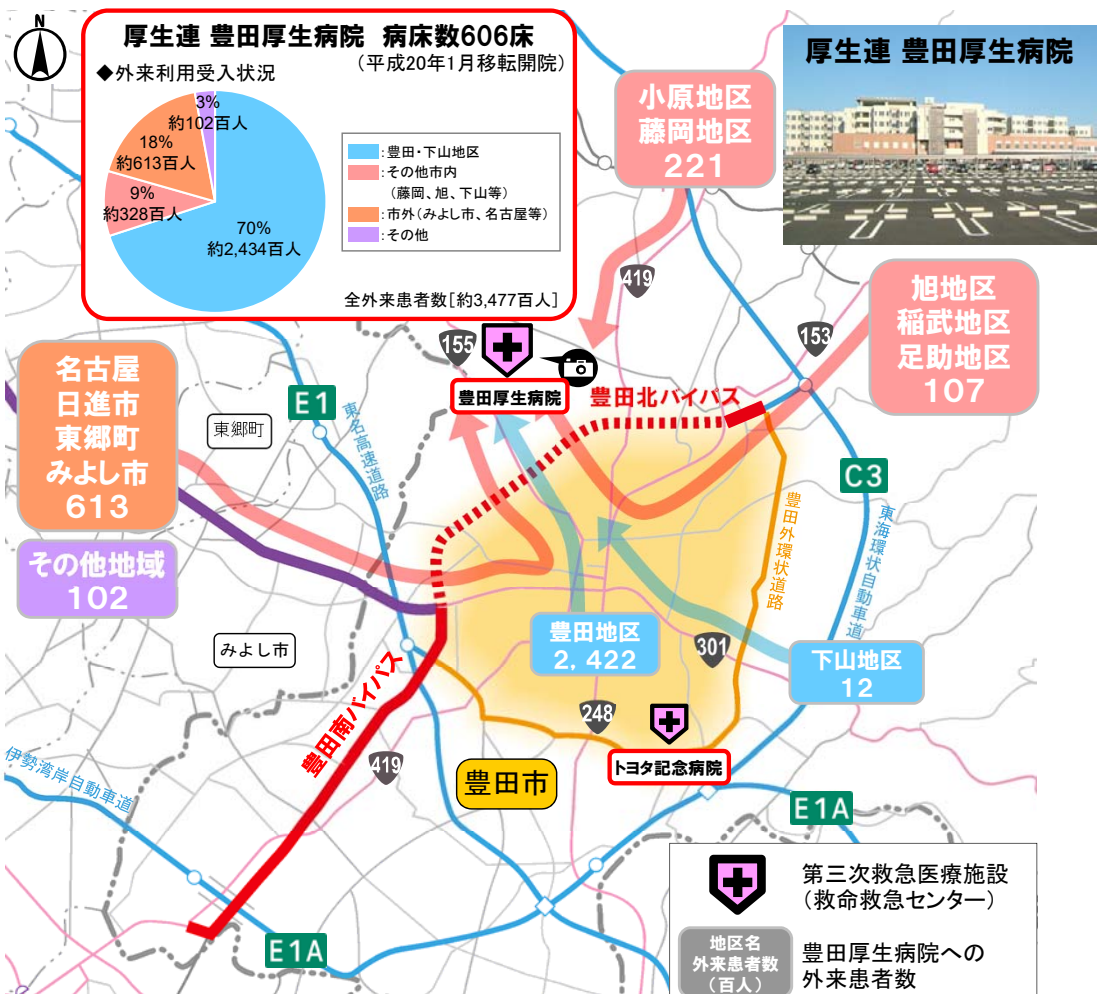 N
厚生連 豊田厚生病院 病床数606床
(平成20年1月移転開院)
◆外来利用受入状況
3%
約102百人
18%
約613百人
9%
約328百人
70%
約2,434百人
:豊田・下山地区
:その他市内
(藤岡、旭、下山等)
:市外(みよし市、名古屋等)
:その他
全外来患者数[約3,477百人]
厚生連 豊田厚生病院
小原地区
藤岡地区
221
419
旭地区
稲武地区
足助地区
107
153
155
豊田厚生病院
豊田北バイパス
名古屋
日進市
東郷町
みよし市
613
その他地域
102
E1
東名高速道路
東郷町
C3
東海環状自動車道
豊田外環状道路
みよし市
豊田地区
2,422
301
下山地区
12
豊田南バイパス
248
トヨタ記念病院
419
豊田市
伊勢湾岸自動車道
E1A
E1A
第三次救急医療施設
(救命救急センター)
地区名
外来患者数
(百人)
豊田厚生病院への
外来患者数